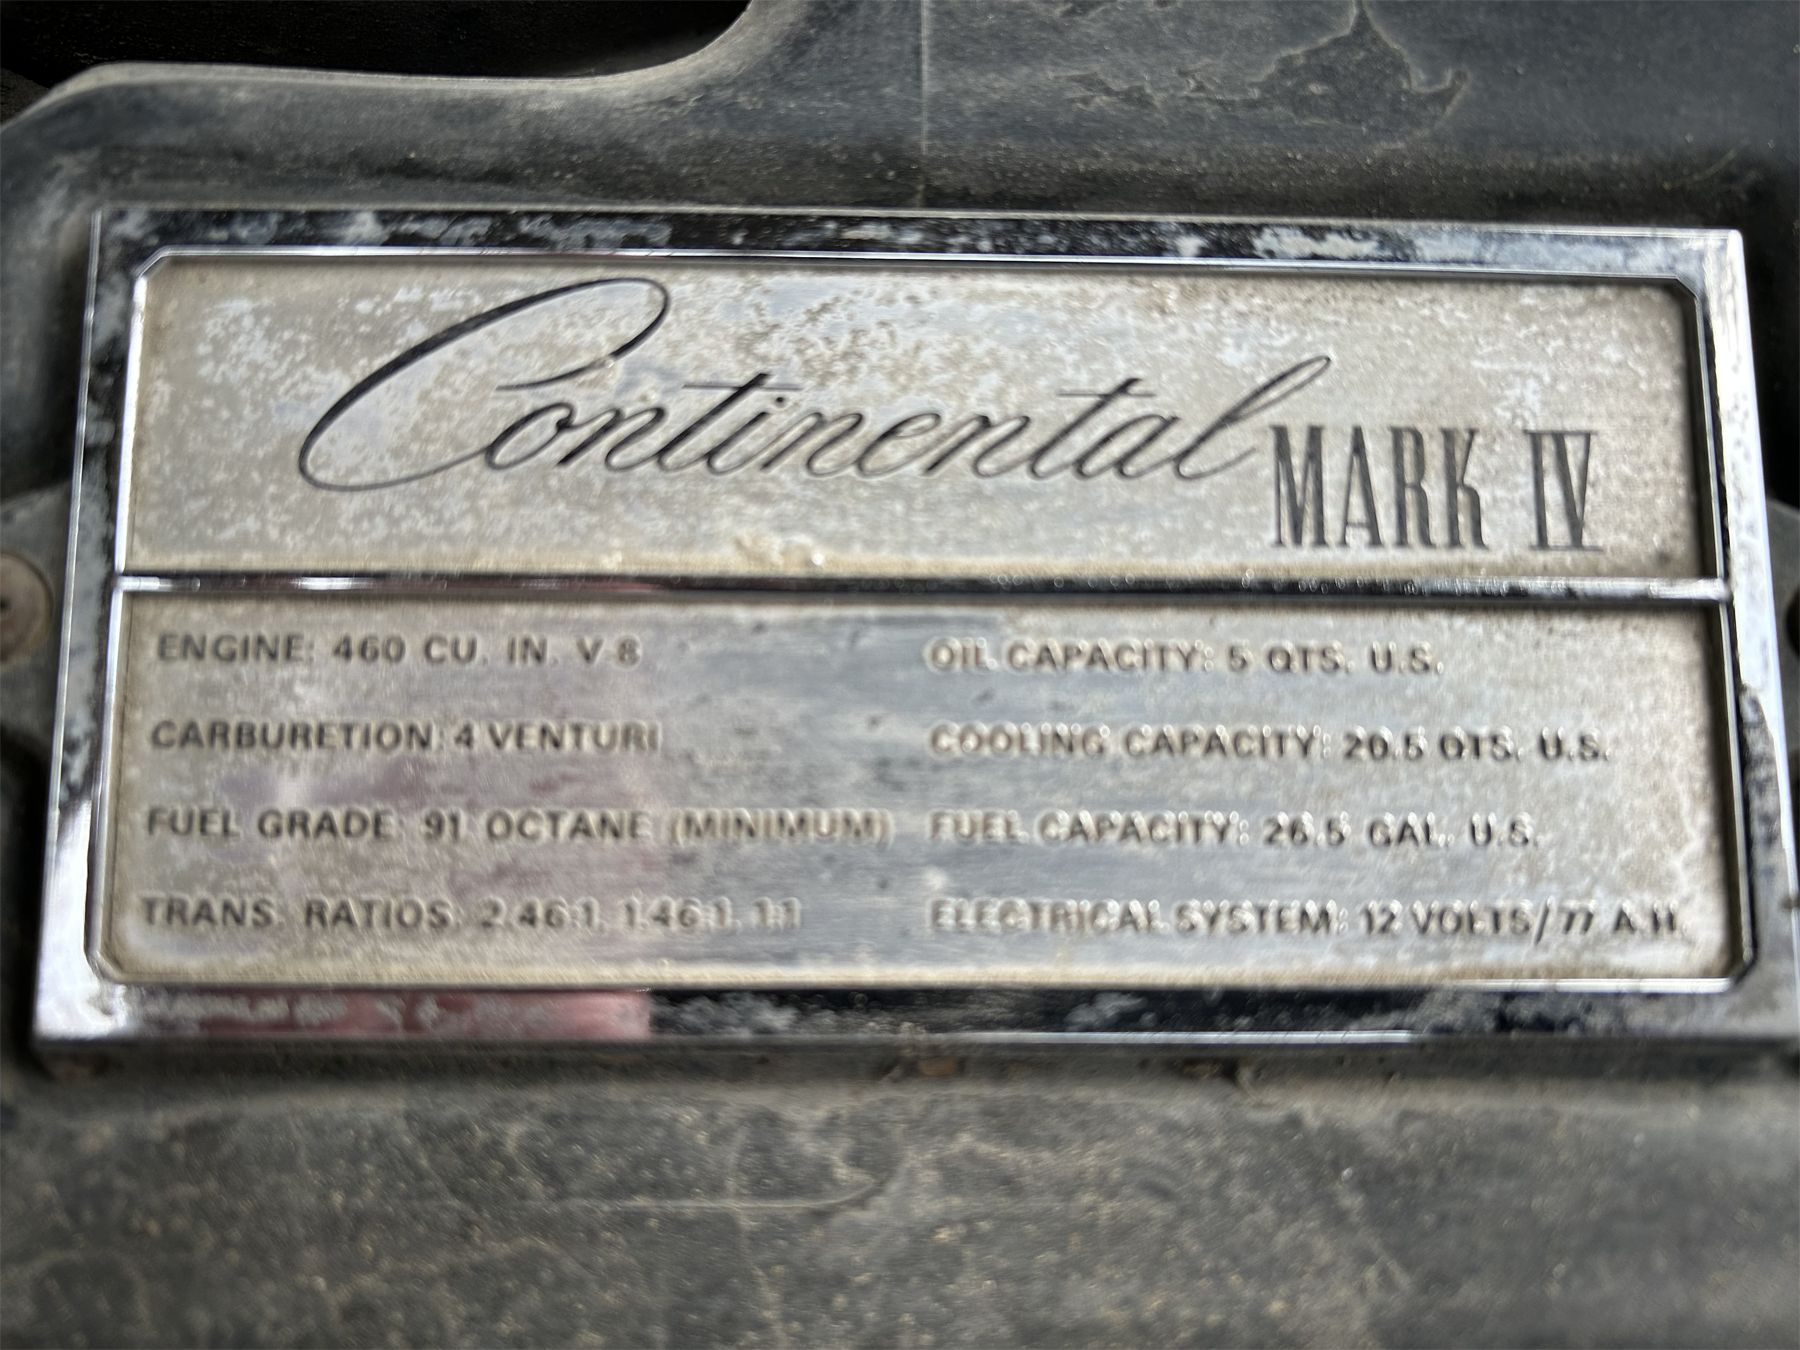 Continental MARK IV
ENGINE: 460 CU. IN. V-8
CARBURETION: 4 VENTURI
FUEL GRADE: 91 OCTANE (MINIMUM)
TRANS. RATIOS: 2.46:1, 1.46:1, 1:1
OIL CAPACITY: 5 QTS. U.S.
COOLING CAPACITY: 20.5 QTS. U.S.
FUEL CAPACITY: 26.5 GAL. U.S.
ELECTRICAL SYSTEM: 12 VOLTS/77 A.H.